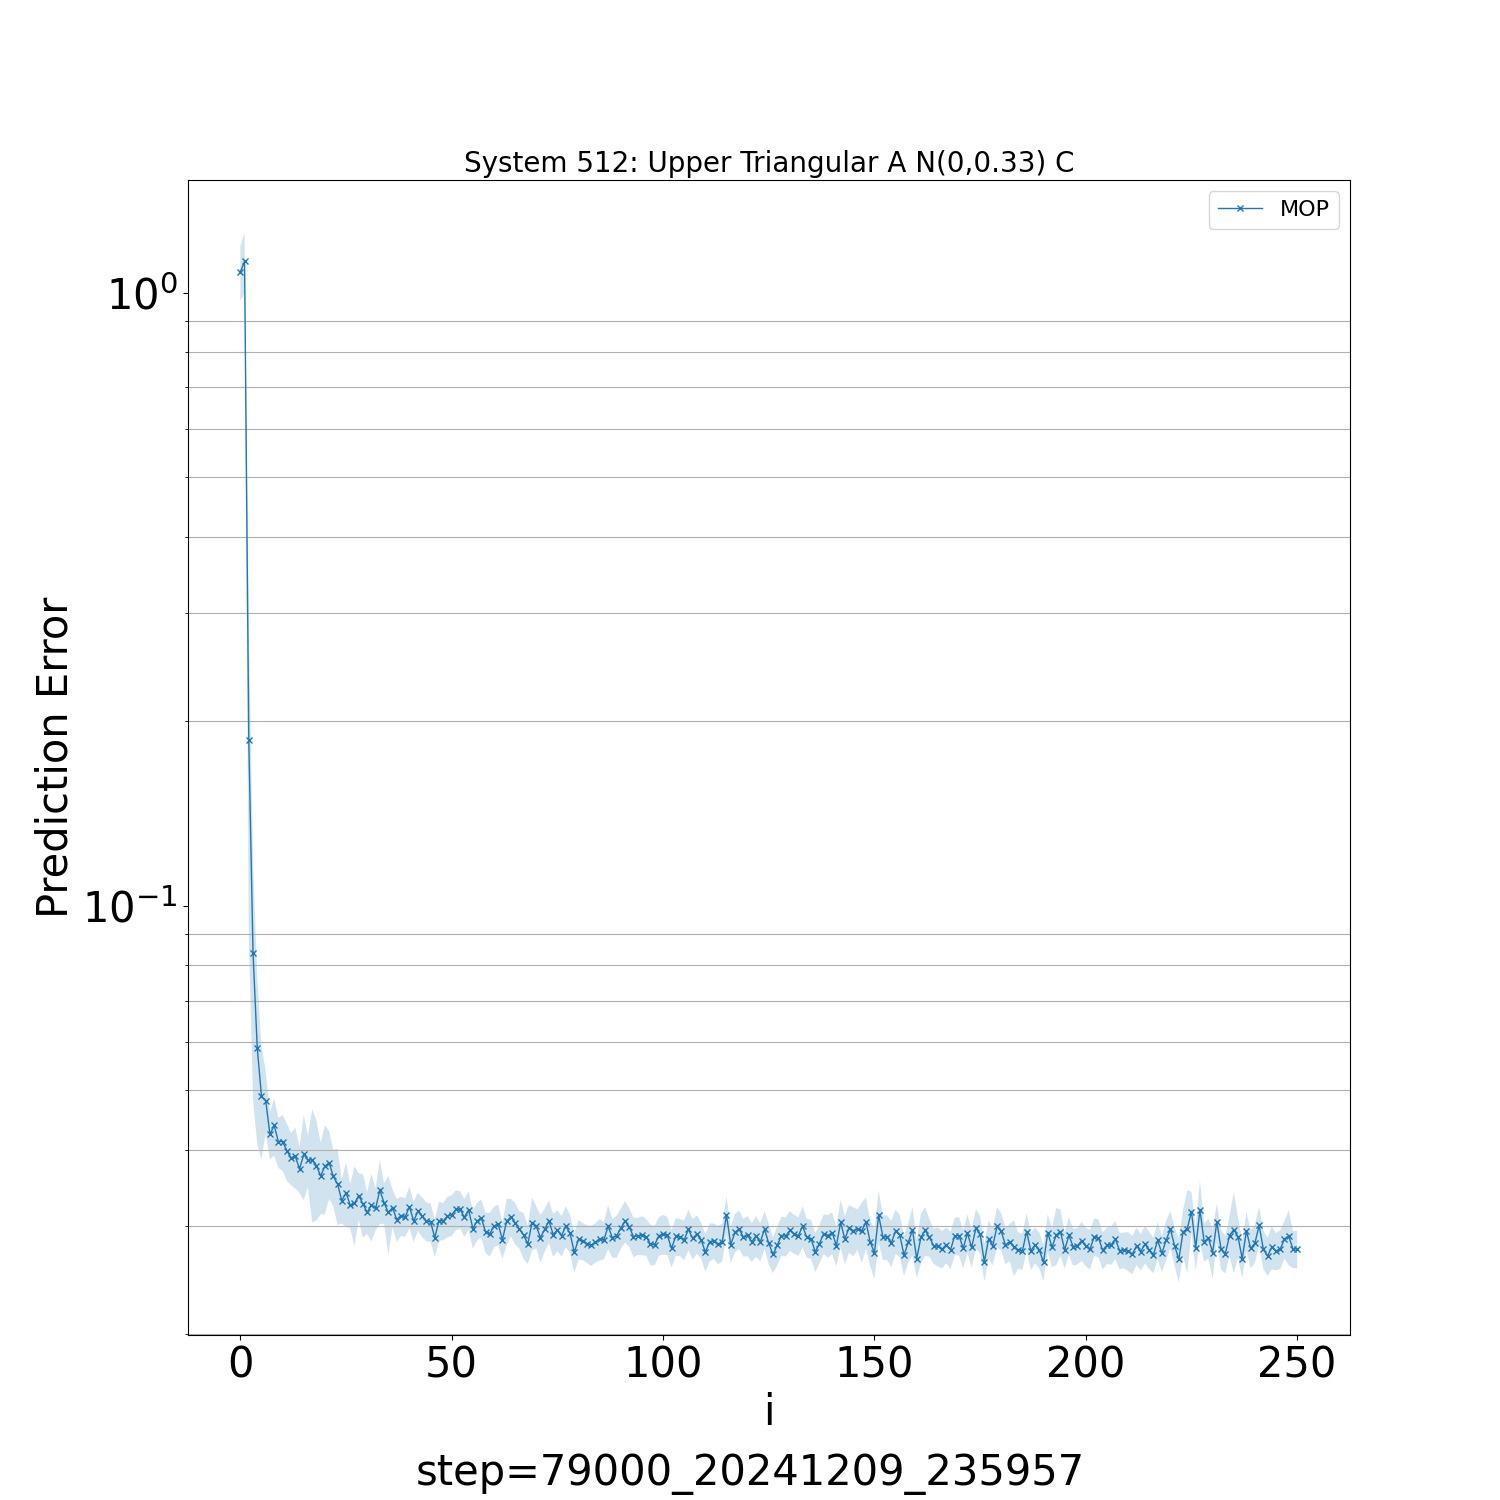 System 512: Upper Triangular A N(0,0.33) C
MOP
10⁰
10⁻¹
Prediction Error
0 50 100 150 200 250
i
step=79000_20241209_235957